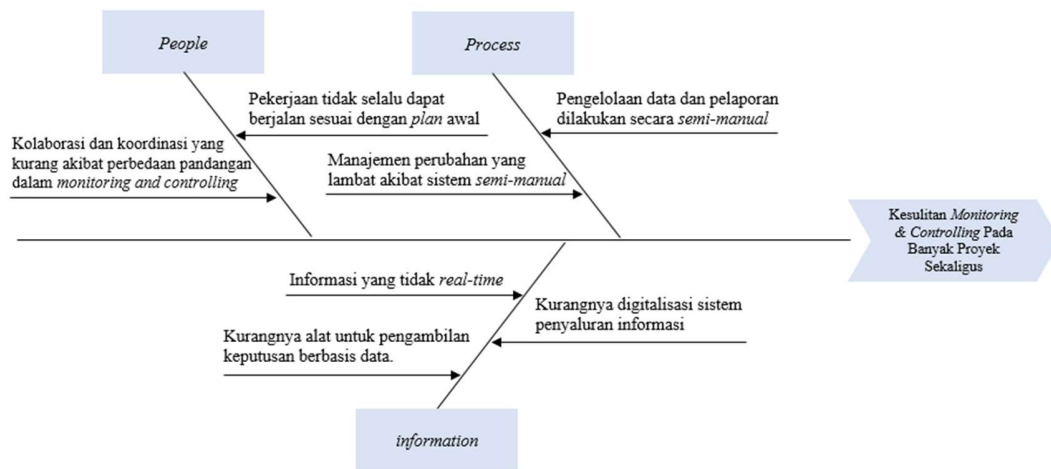 People
Process
Pekerjaan tidak selalu dapat
berjalan sesuai dengan plan awal
Pengelolaan data dan pelaporan
dilakukan secara semi-manual
Kolaborasi dan koordinasi yang
kurang akibat perbedaan pandangan
dalam monitoring and controlling
Manajemen perubahan yang
lambat akibat sistem semi-manual
Kesulitan Monitoring
& Controlling Pada
Banyak Proyek
Sekaligus
Informasi yang tidak real-time
Kurangnya digitalisasi sistem
penyaluran informasi
Kurangnya alat untuk pengambilan
keputusan berbasis data.
information